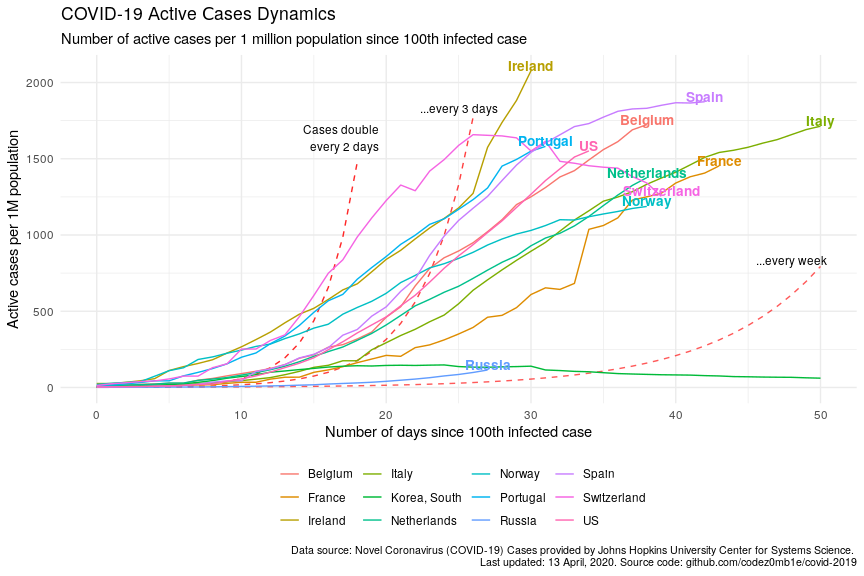 COVID-19 Active Cases Dynamics
Number of active cases per 1 million population since 100th infected case
Active cases per 1M population
2000
1500
1000
500
0
0
10
20
30
40
50
Number of days since 100th infected case
Ireland
Spain
...every 3 days
Belgium
Italy
Cases double
every 2 days
Portugal
US
France
Netherlands
Switzerland
Norway
...every week
Russia
Belgium
Italy
Norway
Spain
France
Korea, South
Portugal
Switzerland
Ireland
Netherlands
Russia
US
Data source: Novel Coronavirus (COVID-19) Cases provided by Johns Hopkins University Center for Systems Science.
Last updated: 13 April, 2020. Source code: github.com/codez0mb1e/covid-2019